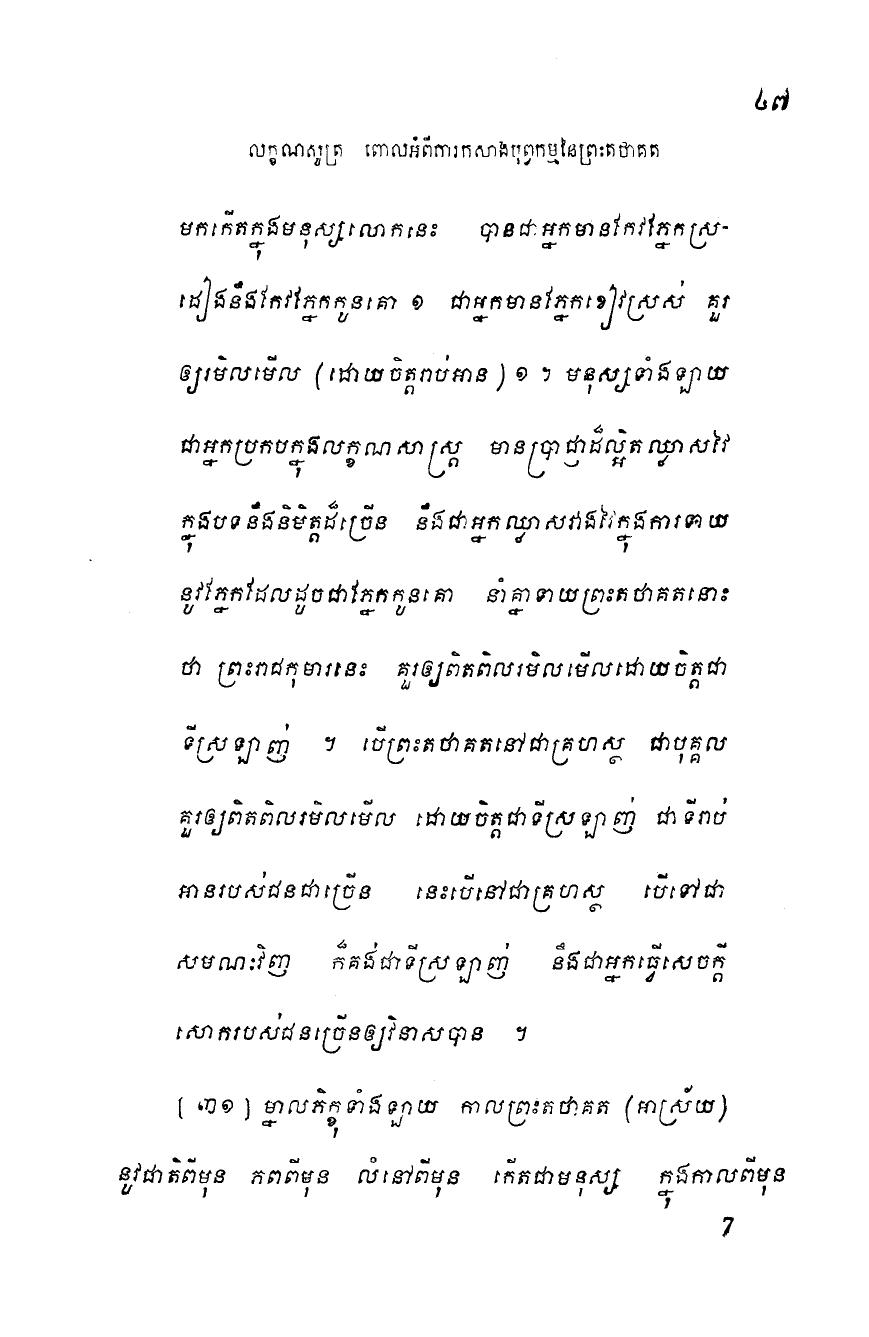 ៤៧
លក្ខណសូត្រ ពោលអំពីការកសាងបុព្វកម្មនៃព្រះតថាគត
មកកើតក្នុងមនុស្សលោកនេះ បានជាអ្នកមានកែវភ្នែកស្រ-
ដៀងនឹងកែវភ្នែកកូនគោ ១ ជាអ្នកមានភ្នែកខៀវស្រស់ គួរ
ឲ្យរមិលមើល (ដោយចិត្តរាប់អាន) ១ ។ មនុស្សទាំងឡាយ
ជាអ្នកប្រកបក្នុងលក្ខណសាស្ត្រ មានប្រាជ្ញាដ៏ល្អិតឈ្វាសវៃ
ក្នុងបទនឹងនិមិត្តដ៏ច្រើន នឹងជាអ្នកឈ្វាសវាងវៃក្នុងការទាយ
នូវភ្នែកដែលដូចជាភ្នែកកូនគោ នាំគ្នាទាយព្រះតថាគតនោះ
ថា ព្រះរាជកុមារនេះ គួរឲ្យពិតពិលរមិលមើលដោយចិត្តជា
ទីស្រឡាញ់ ។ បើព្រះតថាគតនៅជាគ្រហស្ថ ជាបុគ្គល
គួរឲ្យពិតពិលរមិលមើល ដោយចិត្តជាទីស្រឡាញ់ ជាទីរាប់
អានរបស់ជនជាច្រើន នេះបើនៅជាគ្រហស្ថ បើទៅជា
សមណៈវិញ ក៏គង់ជាទីស្រឡាញ់ នឹងជាអ្នកធ្វើសេចក្តី
សោករបស់ជនច្រើនឲ្យវិនាសបាន ។
[ ៣១ ] ម្នាលភិក្ខុទាំងឡាយ កាលព្រះតថាគត (អាស្រ័យ)
នូវជាតិពីមុន ភពពីមុន លំនៅពីមុន កើតជាមនុស្ស ក្នុងកាលពីមុន
7